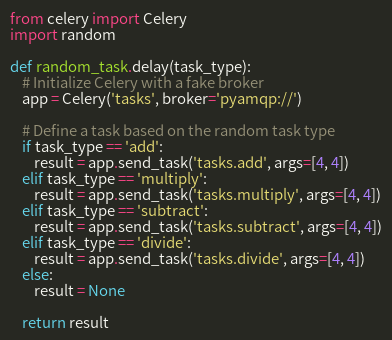 from celery import Celery
import random
def random_task.delay(task_type):
# Initialize Celery with a fake broker
app = Celery('tasks', broker='pyamqp://')
# Define a task based on the random task type
if task_type == 'add':
result = app.send_task('tasks.add', args=[4, 4])
elif task_type == 'multiply':
result = app.send_task('tasks.multiply', args=[4, 4])
elif task_type == 'subtract':
result = app.send_task('tasks.subtract', args=[4, 4])
elif task_type == 'divide':
result = app.send_task('tasks.divide', args=[4, 4])
else:
result = None
return result